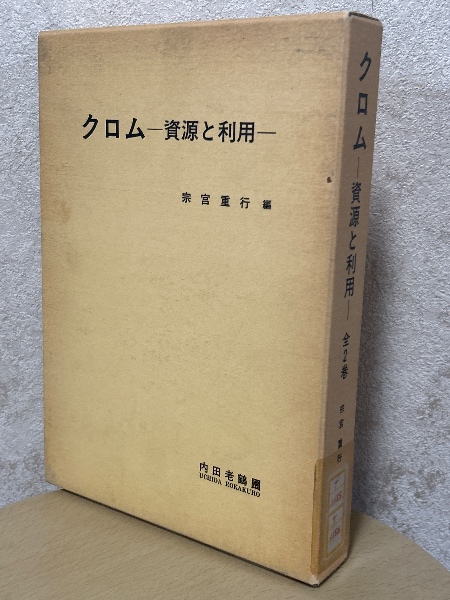 クロム—資源と利用—
宗宮重行 編
内田老鶴圃
UCHIDA ROKAKUHO
クロム—資源と利用—全2巻
宗宮重行